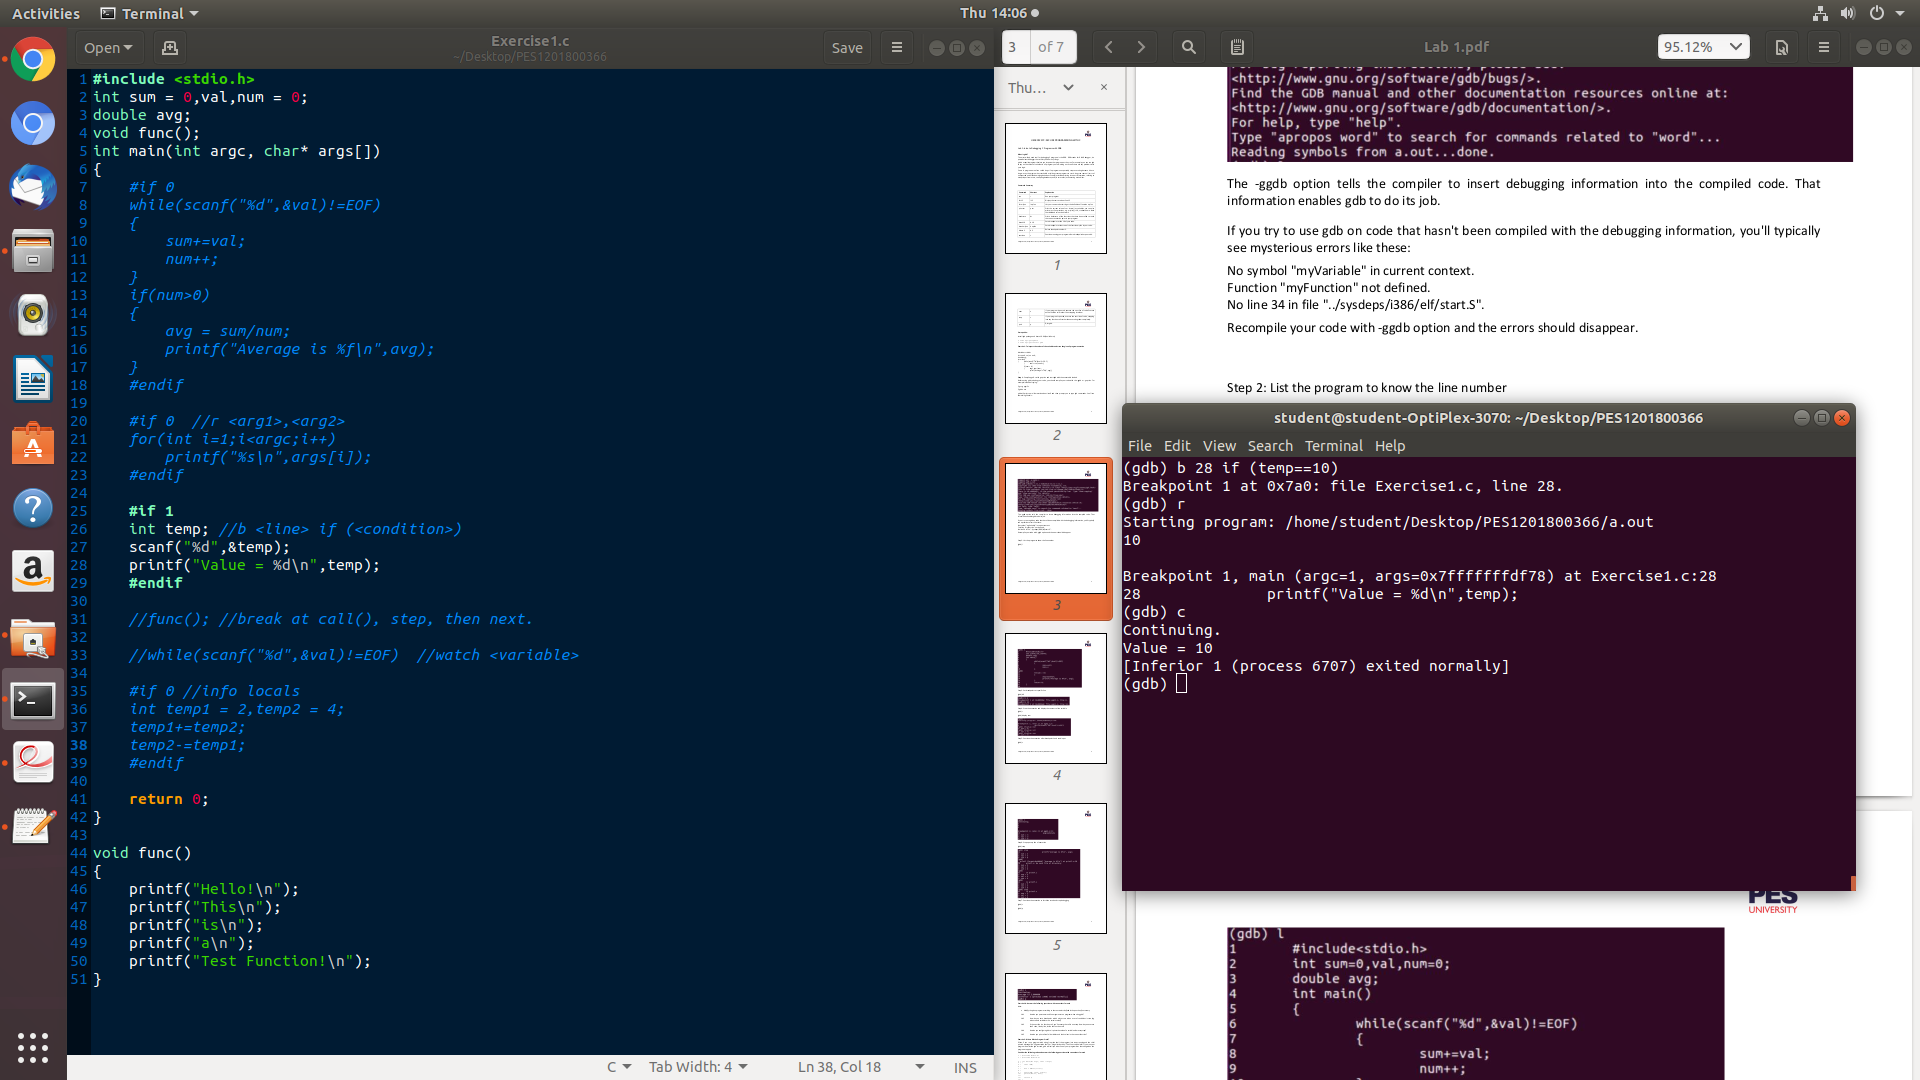 Activities
Terminal
Thu 14:06
Open
Exercise1.c
~/Desktop/PES1201800366
Save
1 #include <stdio.h>
2 int sum = 0,val,num = 0;
3 double avg;
4 void func();
5 int main(int argc, char* args[])
6 {
7 #if 0
8 while(scanf("%d",&val)!=EOF)
9 {
10 sum+=val;
11 num++;
12 }
13 if(num>0)
14 {
15 avg = sum/num;
16 printf("Average is %f\n",avg);
17 }
18 #endif
19
20 #if 0 //r <arg1>,<arg2>
21 for(int i=1;i<argc;i++)
22 printf("%s\n",args[i]);
23 #endif
24
25 #if 1
26 int temp; //b <line> if (<condition>)
27 scanf("%d",&temp);
28 printf("Value = %d\n",temp);
29 #endif
30
31 //func(); //break at call(), step, then next.
32
33 //while(scanf("%d",&val)!=EOF) //watch <variable>
34
35 #if 0 //info locals
36 int temp1 = 2,temp2 = 4;
37 temp1+=temp2;
38 temp2-=temp1;
39 #endif
40
41 return 0;
42 }
43
44 void func()
45 {
46 printf("Hello!\n");
47 printf("This\n");
48 printf("is\n");
49 printf("a\n");
50 printf("Test Function!\n");
51 }
C
Tab Width: 4
Ln 38, Col 18
INS
3 of 7
Lab 1.pdf
95.12%
Thu...
1
2
3
4
5
<http://www.gnu.org/software/gdb/bugs/>.
Find the GDB manual and other documentation resources online at:
<http://www.gnu.org/software/gdb/documentation/>.
For help, type "help".
Type "apropos word" to search for commands related to "word"...
Reading symbols from a.out...done.
The -ggdb option tells the compiler to insert debugging information into the compiled code. That
information enables gdb to do its job.
If you try to use gdb on code that hasn't been compiled with the debugging information, you'll typically
see mysterious errors like these:
No symbol "myVariable" in current context.
Function "myFunction" not defined.
No line 34 in file "../sysdeps/i386/elf/start.S".
Recompile your code with -ggdb option and the errors should disappear.
Step 2: List the program to know the line number
student@student-OptiPlex-3070: ~/Desktop/PES1201800366
File Edit View Search Terminal Help
(gdb) b 28 if (temp==10)
Breakpoint 1 at 0x7a0: file Exercise1.c, line 28.
(gdb) r
Starting program: /home/student/Desktop/PES1201800366/a.out
10
Breakpoint 1, main (argc=1, args=0x7fffffffdf78) at Exercise1.c:28
28 printf("Value = %d\n",temp);
(gdb) c
Continuing.
Value = 10
[Inferior 1 (process 6707) exited normally]
(gdb)
PES
UNIVERSITY
(gdb) l
1 #include<stdio.h>
2 int sum=0,val,num=0;
3 double avg;
4 int main()
5 {
6 while(scanf("%d",&val)!=EOF)
7 {
8 sum+=val;
9 num++;